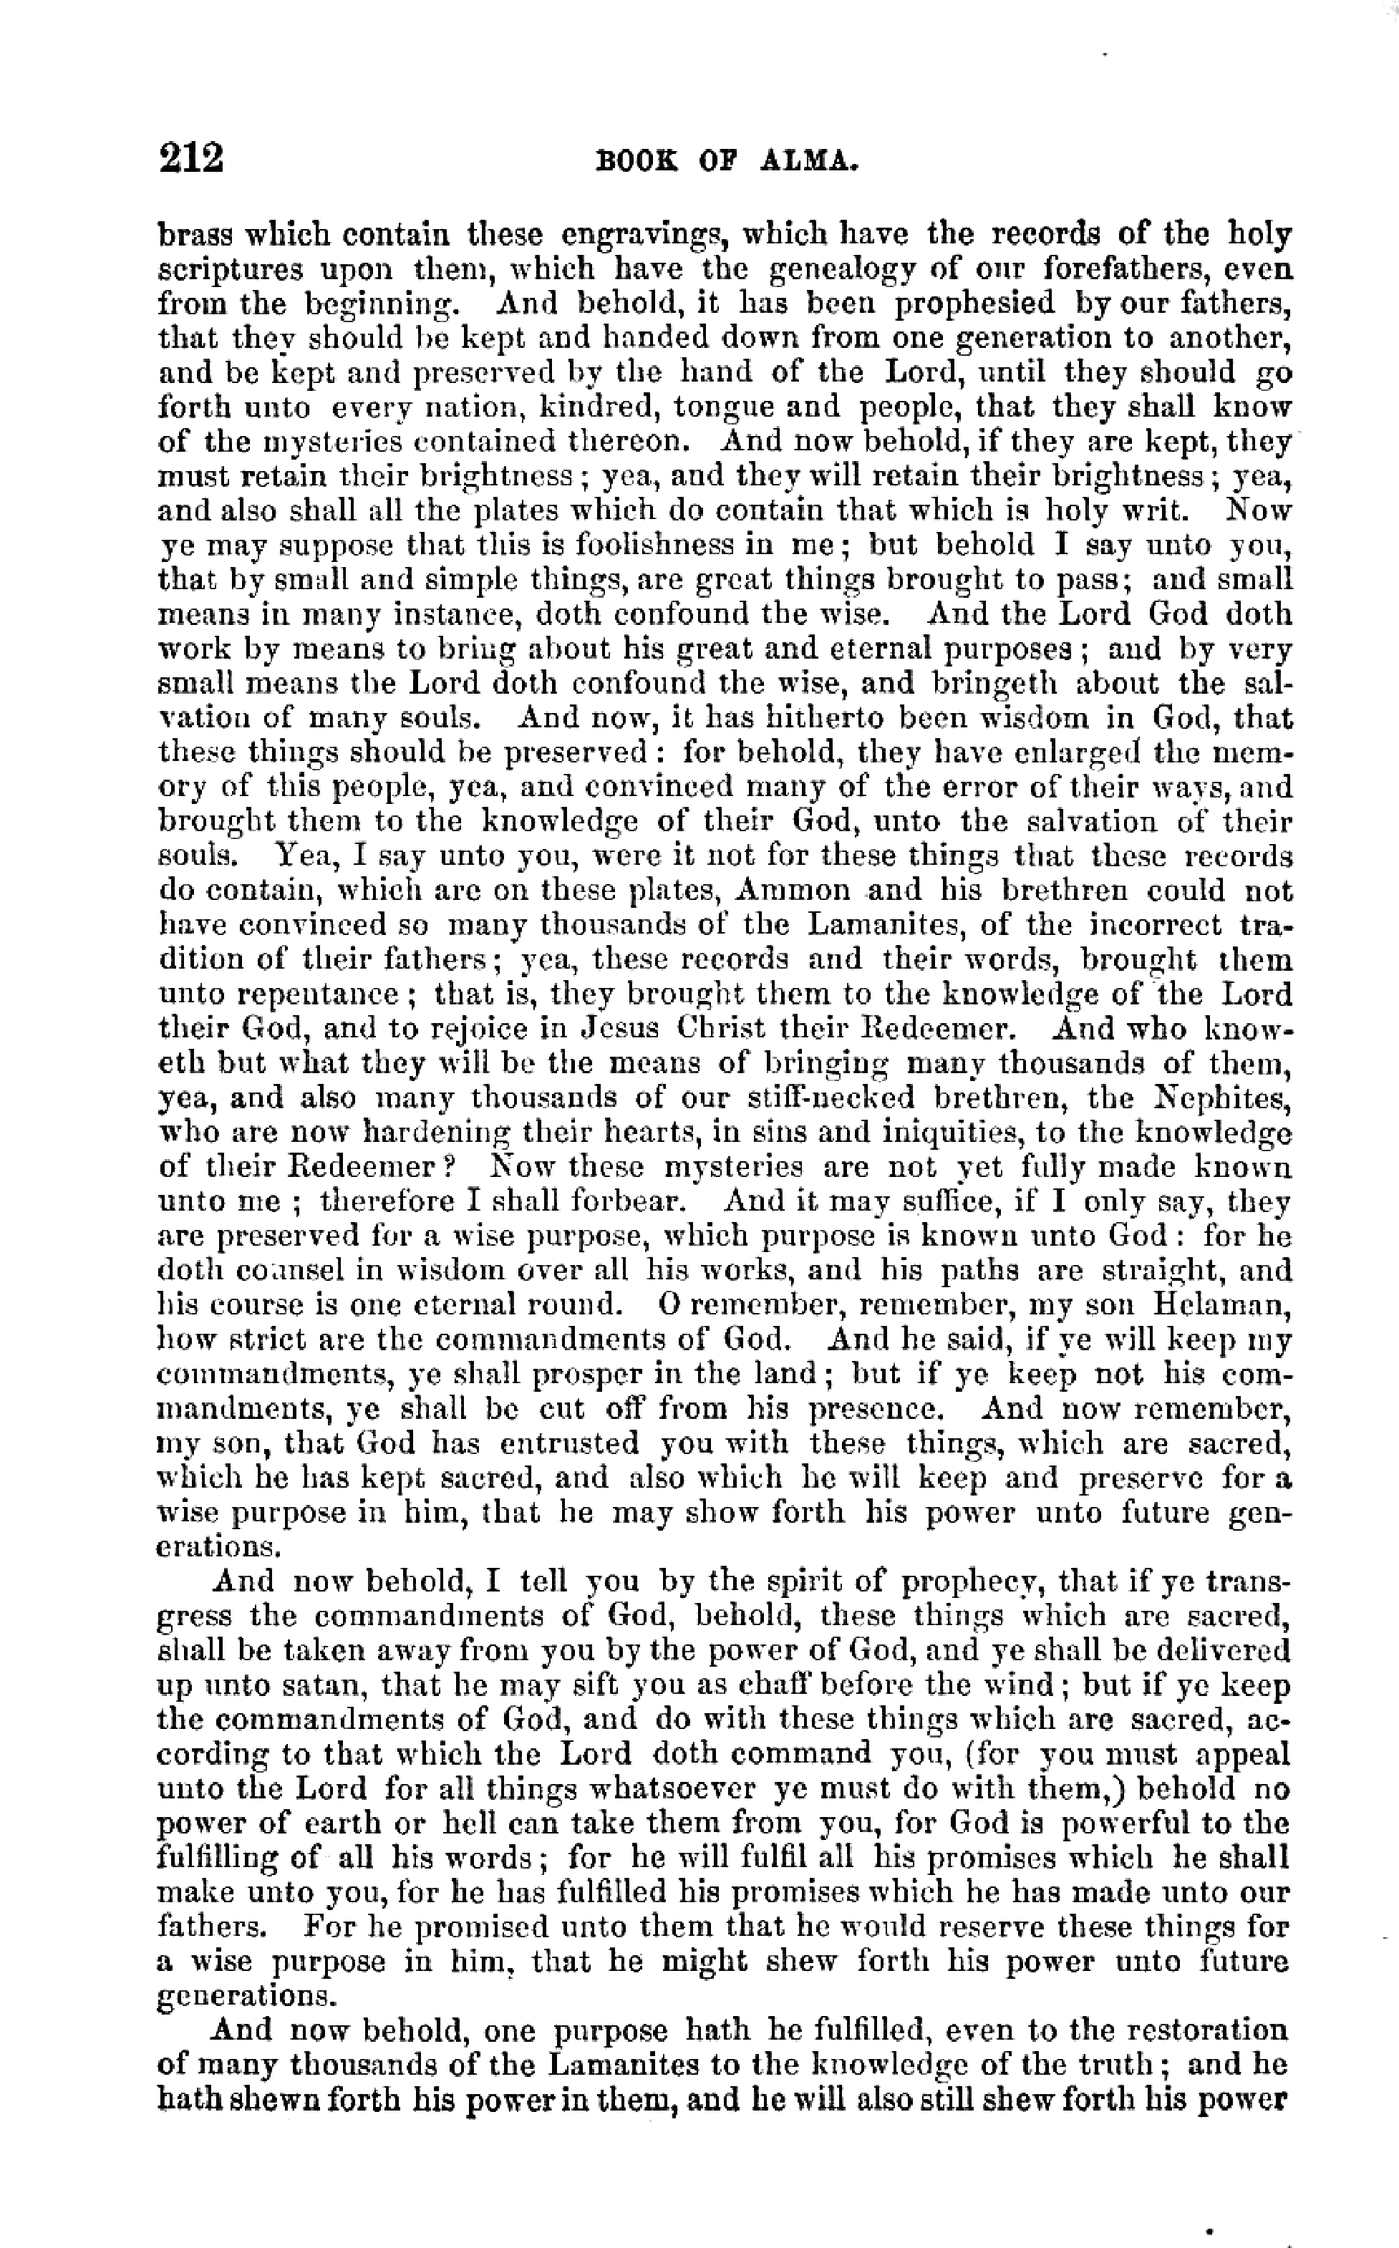 212 BOOK OF ALMA.
brass which contain these engravings, which have the records of the holy
scriptures upon them, which have the genealogy of our forefathers, even
from the beginning. And behold, it has been prophesied by our fathers,
that they should be kept and handed down from one generation to another,
and be kept and preserved by the hand of the Lord, until they should go
forth unto every nation, kindred, tongue and people, that they shall know
of the mysteries contained thereon. And now behold, if they are kept, they
must retain their brightness; yea, and they will retain their brightness; yea,
and also shall all the plates which do contain that which is holy writ. Now
ye may suppose that this is foolishness in me; but behold I say unto you,
that by small and simple things, are great things brought to pass; and small
means in many instance, doth confound the wise. And the Lord God doth
work by means to bring about his great and eternal purposes; and by very
small means the Lord doth confound the wise, and bringeth about the sal-
vation of many souls. And now, it has hitherto been wisdom in God, that
these things should be preserved: for behold, they have enlarged the mem-
ory of this people, yea, and convinced many of the error of their ways, and
brought them to the knowledge of their God, unto the salvation of their
souls. Yea, I say unto you, were it not for these things that these records
do contain, which are on these plates, Ammon and his brethren could not
have convinced so many thousands of the Lamanites, of the incorrect tra-
dition of their fathers; yea, these records and their words, brought them
unto repentance; that is, they brought them to the knowledge of the Lord
their God, and to rejoice in Jesus Christ their Redeemer. And who know-
eth but what they will be the means of bringing many thousands of them,
yea, and also many thousands of our stiff-necked brethren, the Nephites,
who are now hardening their hearts, in sins and iniquities, to the knowledge
of their Redeemer? Now these mysteries are not yet fully made known
unto me; therefore I shall forbear. And it may suffice, if I only say, they
are preserved for a wise purpose, which purpose is known unto God: for he
doth counsel in wisdom over all his works, and his paths are straight, and
his course is one eternal round. O remember, remember, my son Helaman,
how strict are the commandments of God. And he said, if ye will keep my
commandments, ye shall prosper in the land; but if ye keep not his com-
mandments, ye shall be cut off from his presence. And now remember,
my son, that God has entrusted you with these things, which are sacred,
which he has kept sacred, and also which he will keep and preserve for a
wise purpose in him, that he may show forth his power unto future gen-
erations.
And now behold, I tell you by the spirit of prophecy, that if ye trans-
gress the commandments of God, behold, these things which are sacred,
shall be taken away from you by the power of God, and ye shall be delivered
up unto satan, that he may sift you as chaff before the wind; but if ye keep
the commandments of God, and do with these things which are sacred, ac-
cording to that which the Lord doth command you, (for you must appeal
unto the Lord for all things whatsoever ye must do with them,) behold no
power of earth or hell can take them from you, for God is powerful to the
fulfilling of all his words; for he will fulfil all his promises which he shall
make unto you, for he has fulfilled his promises which he has made unto our
fathers. For he promised unto them that he would reserve these things for
a wise purpose in him, that he might shew forth his power unto future
generations.
And now behold, one purpose hath he fulfilled, even to the restoration
of many thousands of the Lamanites to the knowledge of the truth; and he
hath shewn forth his power in them, and he will also still shew forth his power